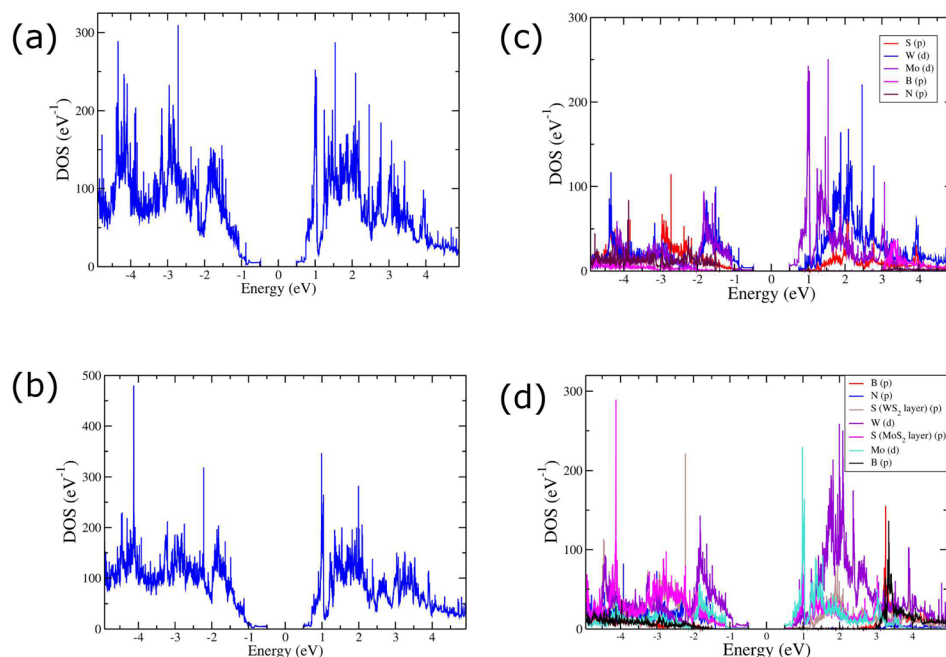 (a)
300
200
100
0
DOS (eV⁻¹)
-4 -3 -2 -1 0 1 2 3 4
Energy (eV)
(c)
300
200
100
0
DOS (eV⁻¹)
S (p)
W (d)
Mo (d)
B (p)
N (p)
-4 -3 -2 -1 0 1 2 3 4
Energy (eV)
(b)
500
400
300
200
100
0
DOS (eV⁻¹)
-4 -3 -2 -1 0 1 2 3 4
Energy (eV)
(d)
300
200
100
0
DOS (eV⁻¹)
B (p)
N (p)
S (WS₂ layer) (p)
W (d)
S (MoS₂ layer) (p)
Mo (d)
B (p)
-4 -3 -2 -1 0 1 2 3 4
Energy (eV)